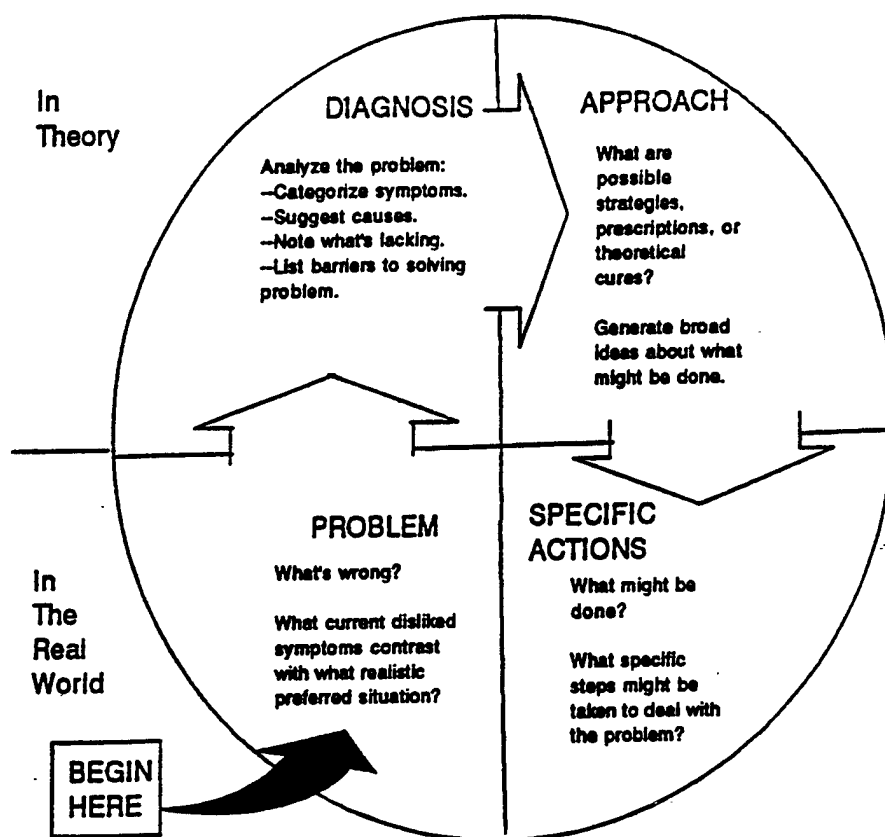 In
Theory
DIAGNOSIS
Analyze the problem:
--Categorize symptoms.
--Suggest causes.
--Note what's lacking.
--List barriers to solving
problem.
APPROACH
What are
possible
strategies,
prescriptions, or
theoretical
cures?
Generate broad
ideas about what
might be done.
In
The
Real
World
PROBLEM
What's wrong?
What current disliked
symptoms contrast
with what realistic
preferred situation?
SPECIFIC
ACTIONS
What might be
done?
What specific
steps might be
taken to deal with
the problem?
BEGIN
HERE